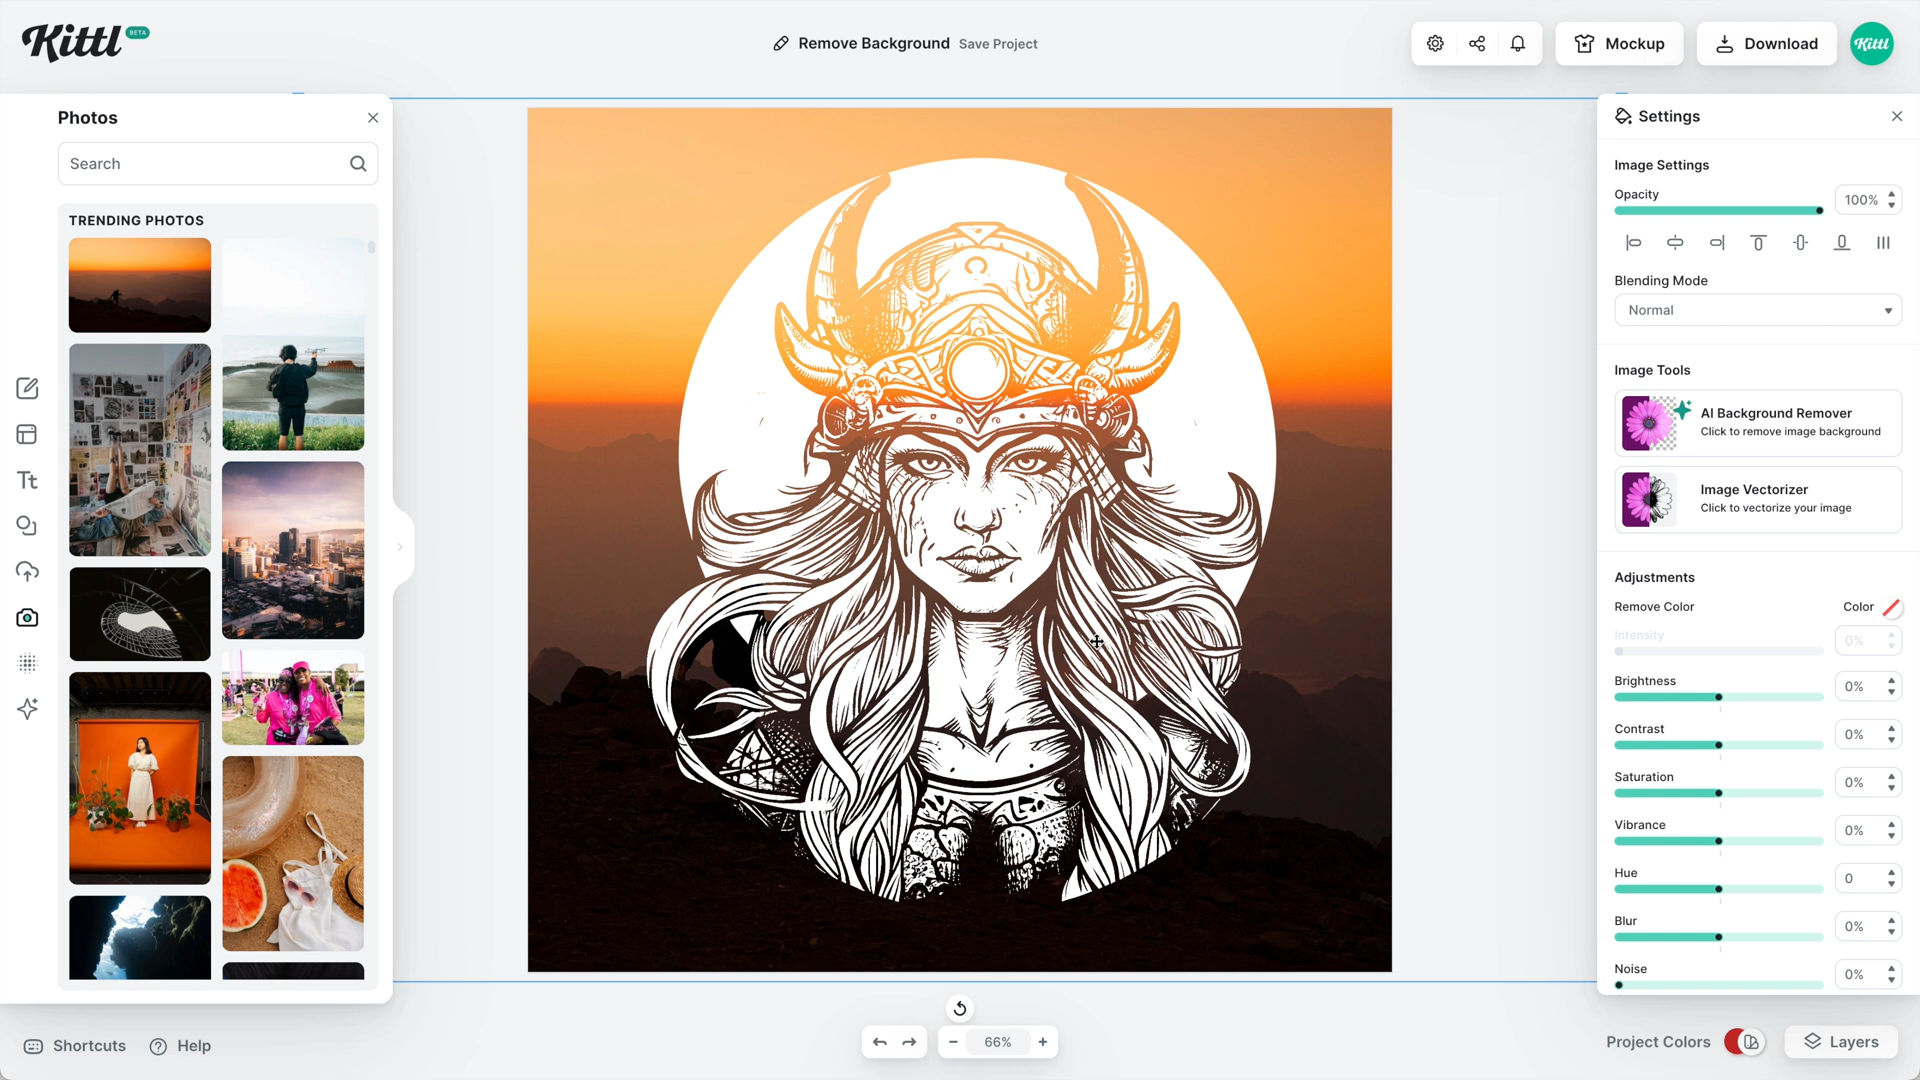 Kittl BETA
Remove Background Save Project
Mockup
Download
Kittl
Photos
Search
TRENDING PHOTOS
Tt
Settings
Image Settings
Opacity
100%
Blending Mode
Normal
Image Tools
AI Background Remover
Click to remove image background
Image Vectorizer
Click to vectorize your image
Adjustments
Remove Color Color
Intensity
0%
Brightness
0%
Contrast
0%
Saturation
0%
Vibrance
0%
Hue
0
Blur
0%
Noise
0%
Shortcuts
Help
66%
Project Colors
Layers